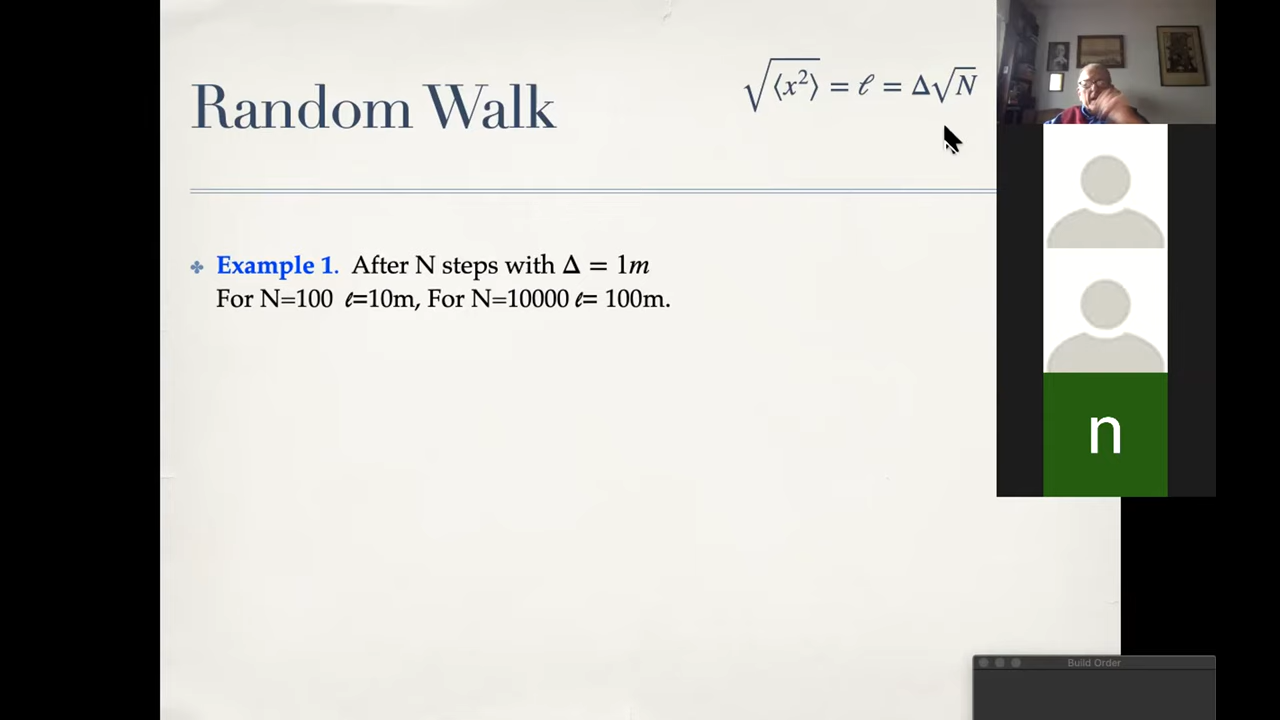 Random Walk
√⟨x²⟩ = ℓ = Δ√N
Example 1. After N steps with Δ = 1m
For N=100 ℓ=10m, For N=10000 ℓ= 100m.
n
Build Order